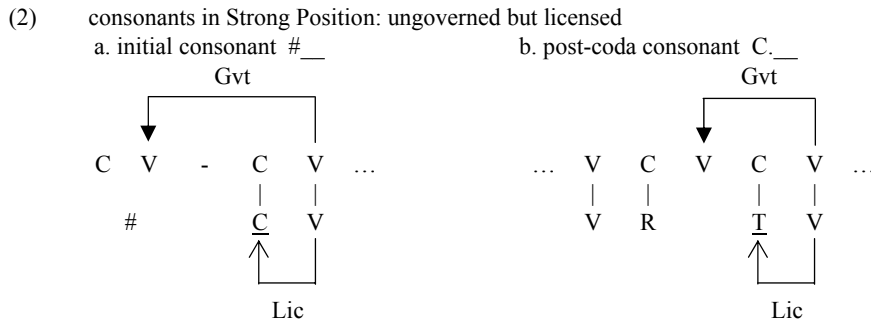 (2) consonants in Strong Position: ungoverned but licensed
a. initial consonant #__ b. post-coda consonant C.__
Gvt Gvt
C V - C V … … V C V C V …
# C V V R T V
Lic Lic